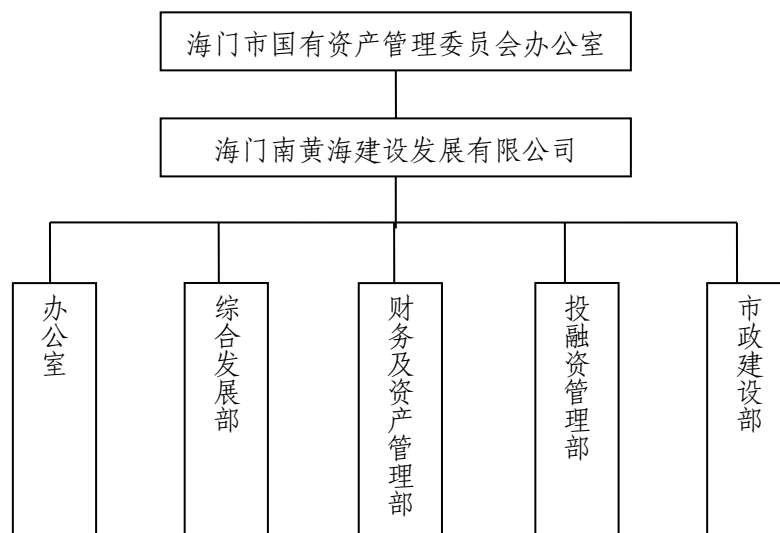 海门市国有资产管理委员会办公室
海门南黄海建设发展有限公司
办公室
综合发展部
财务及资产管理部
投融资管理部
市政建设部